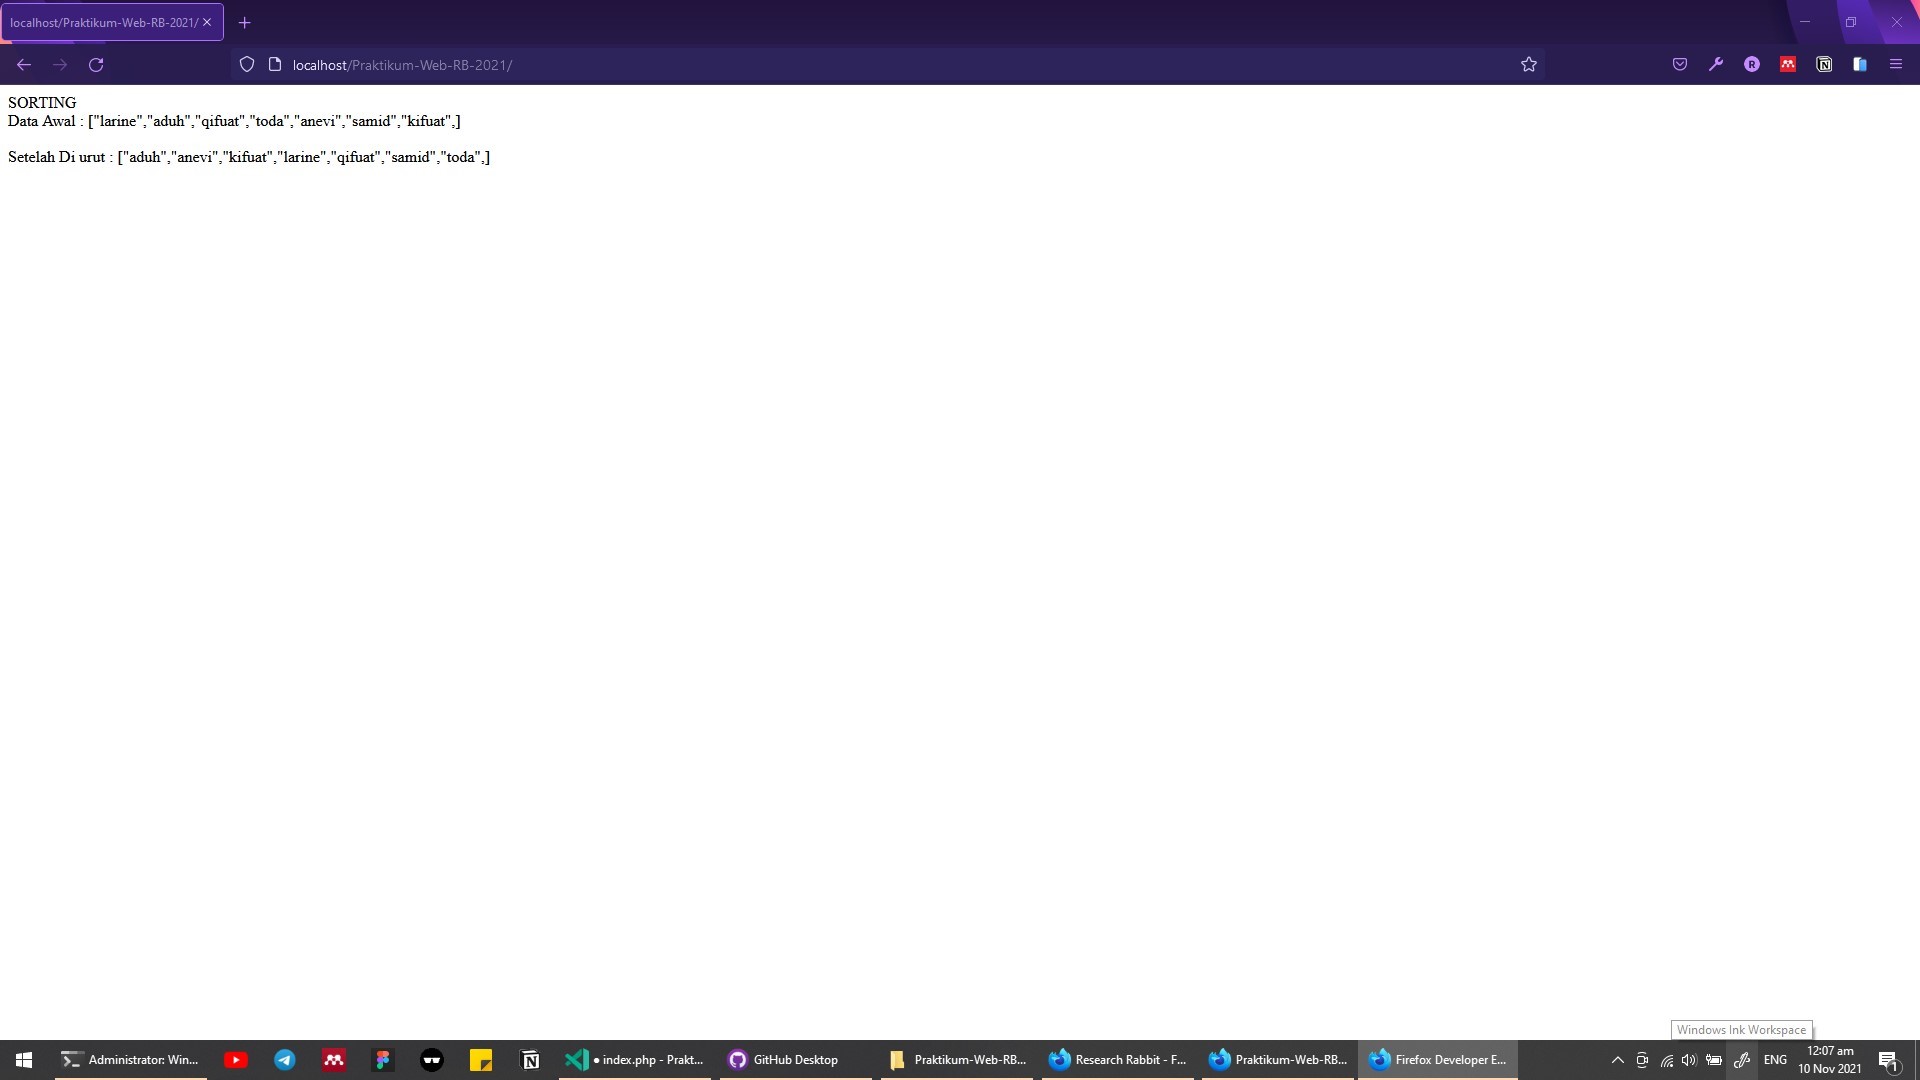 localhost/Praktikum-Web-RB-2021/
localhost/Praktikum-Web-RB-2021/
SORTING
Data Awal : ["larine","aduh","qifuat","toda","anevi","samid","kifuat",]
Setelah Di urut : ["aduh","anevi","kifuat","larine","qifuat","samid","toda",]
Windows Ink Workspace
Administrator: Win...
● index.php - Prakt...
GitHub Desktop
Praktikum-Web-RB...
Research Rabbit - F...
Praktikum-Web-RB...
Firefox Developer E...
ENG
12:07 am
10 Nov 2021
1